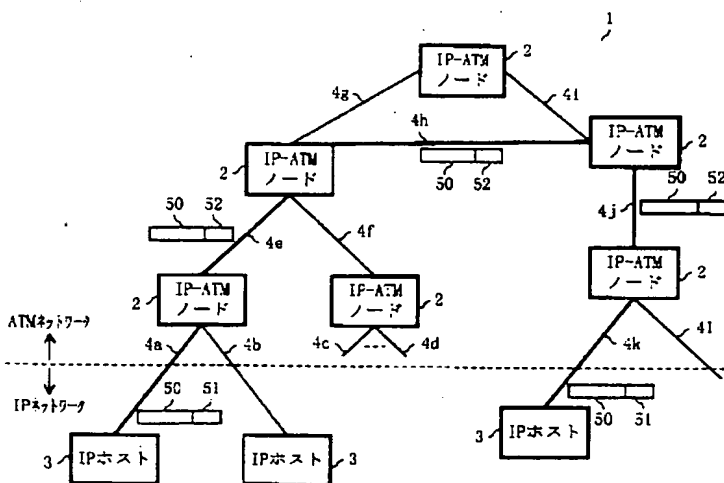 1
IP-ATM
ノード
2
4g
4i
4h
IP-ATM
ノード
2
50 52
IP-ATM
ノード
2
50 52
4e
4f
50 52
4j
IP-ATM
ノード
2
IP-ATM
ノード
2
IP-ATM
ノード
2
ATMネットワーク
4a
4b
4c
4d
4k
4l
IPネットワーク
50 51
50 51
3
IPホスト
IPホスト
3
3
IPホスト